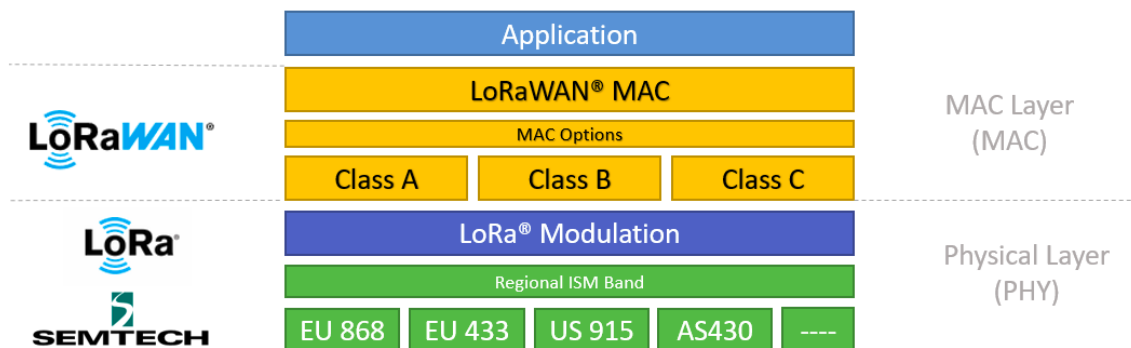 Application
LoRaWAN® MAC
MAC Options
Class A Class B Class C
LoRaWAN®
MAC Layer
(MAC)
LoRa® Modulation
Regional ISM Band
EU 868 EU 433 US 915 AS430 ----
LoRa®
SEMTECH
Physical Layer
(PHY)